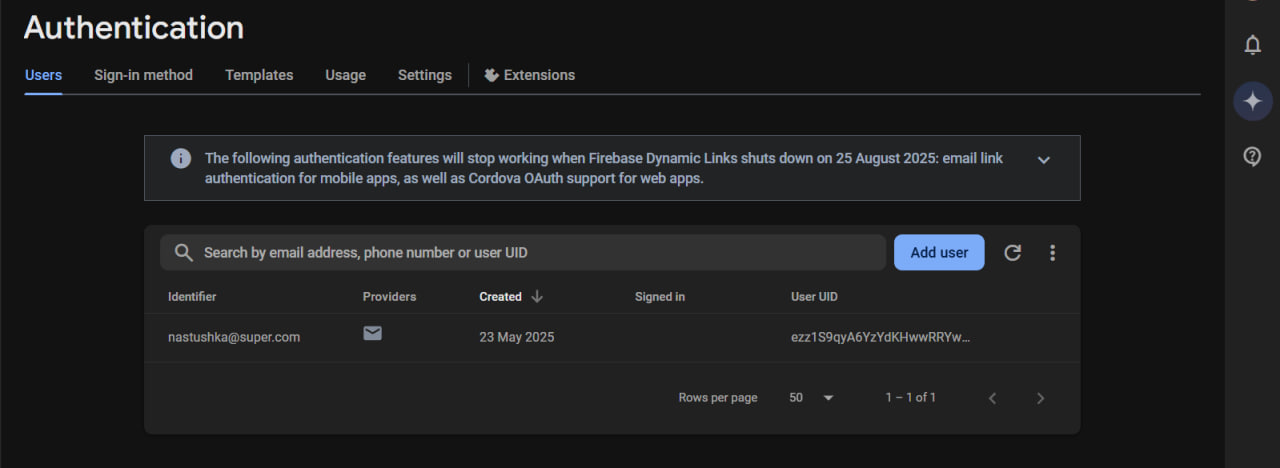 Authentication
Users Sign-in method Templates Usage Settings Extensions
The following authentication features will stop working when Firebase Dynamic Links shuts down on 25 August 2025: email link
authentication for mobile apps, as well as Cordova OAuth support for web apps.
Search by email address, phone number or user UID Add user
Identifier Providers Created Signed in User UID
nastushka@super.com 23 May 2025 ezz1S9qyA6YzYdKHwwRRYw...
Rows per page 50 1 – 1 of 1